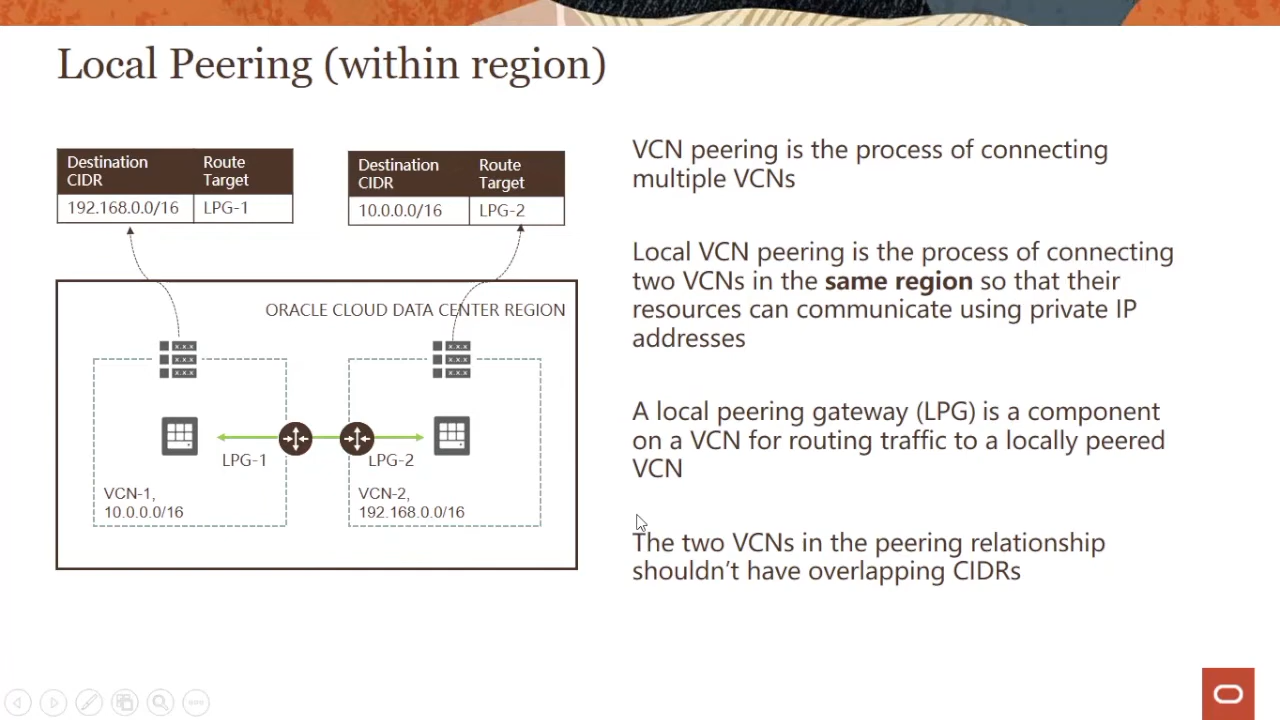 Local Peering (within region)
Destination CIDR
Route Target
192.168.0.0/16
LPG-1
Destination CIDR
Route Target
10.0.0.0/16
LPG-2
ORACLE CLOUD DATA CENTER REGION
x.x.x
x.x.x
x.x.x
x.x.x
x.x.x
x.x.x
LPG-1
LPG-2
VCN-1,
10.0.0.0/16
VCN-2,
192.168.0.0/16
VCN peering is the process of connecting
multiple VCNs
Local VCN peering is the process of connecting
two VCNs in the same region so that their
resources can communicate using private IP
addresses
A local peering gateway (LPG) is a component
on a VCN for routing traffic to a locally peered
VCN
The two VCNs in the peering relationship
shouldn’t have overlapping CIDRs